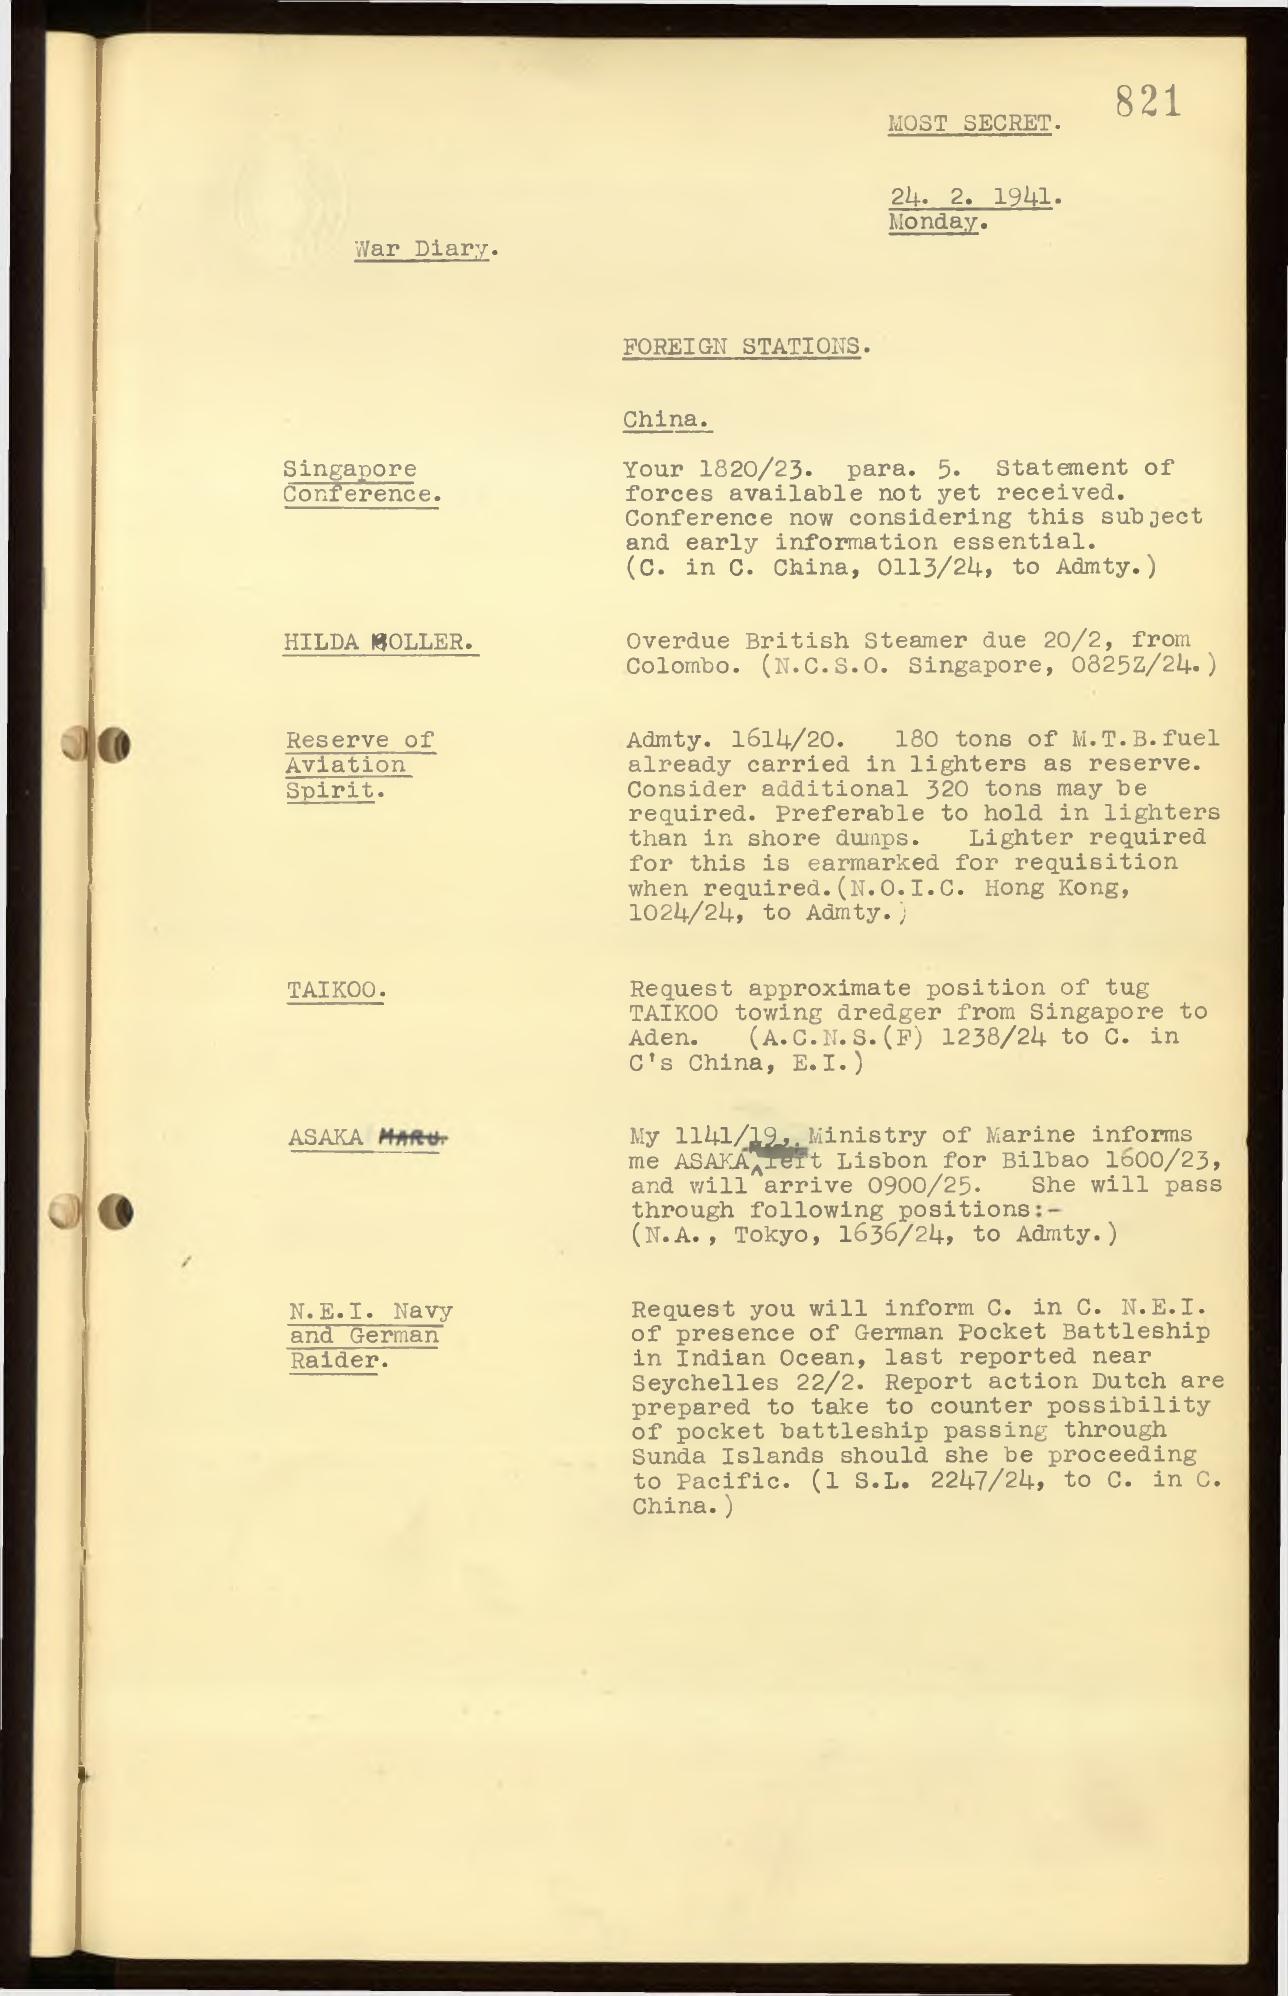 821
MOST SECRET.
24. 2. 1941.
Monday.
War Diary.
FOREIGN STATIONS.
China.
Singapore
Conference.
Your 1820/23. para. 5. Statement of
forces available not yet received.
Conference now considering this subject
and early information essential.
(C. in C. China, 0113/24, to Admty.)
HILDA MOLLER.
Overdue British Steamer due 20/2, from
Colombo. (N.C.S.O. Singapore, 0825Z/24.)
Reserve of
Aviation
Spirit.
Admty. 1614/20. 180 tons of M.T.B.fuel
already carried in lighters as reserve.
Consider additional 320 tons may be
required. Preferable to hold in lighters
than in shore dumps. Lighter required
for this is earmarked for requisition
when required.(N.O.I.C. Hong Kong,
1024/24, to Admty.)
TAIKOO.
Request approximate position of tug
TAIKOO towing dredger from Singapore to
Aden. (A.C.N.S.(F) 1238/24 to C. in
C's China, E.I.)
ASAKA MARU.
My 1141/19, Ministry of Marine informs
me ASAKA left Lisbon for Bilbao 1600/23,
and will arrive 0900/25. She will pass
through following positions:-
(N.A., Tokyo, 1636/24, to Admty.)
N.E.I. Navy
and German
Raider.
Request you will inform C. in C. N.E.I.
of presence of German Pocket Battleship
in Indian Ocean, last reported near
Seychelles 22/2. Report action Dutch are
prepared to take to counter possibility
of pocket battleship passing through
Sunda Islands should she be proceeding
to Pacific. (1 S.L. 2247/24, to C. in C.
China.)